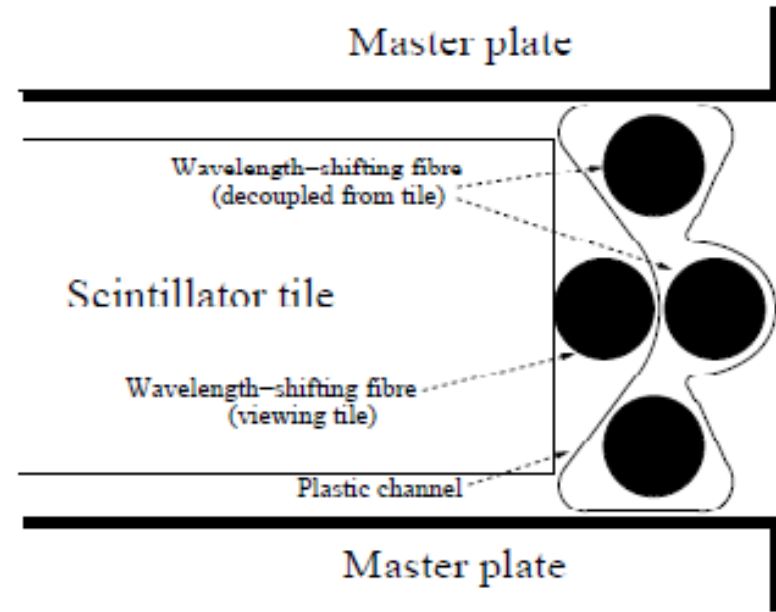 Master plate
Wavelength–shifting fibre
(decoupled from tile)
Scintillator tile
Wavelength–shifting fibre
(viewing tile)
Plastic channel
Master plate